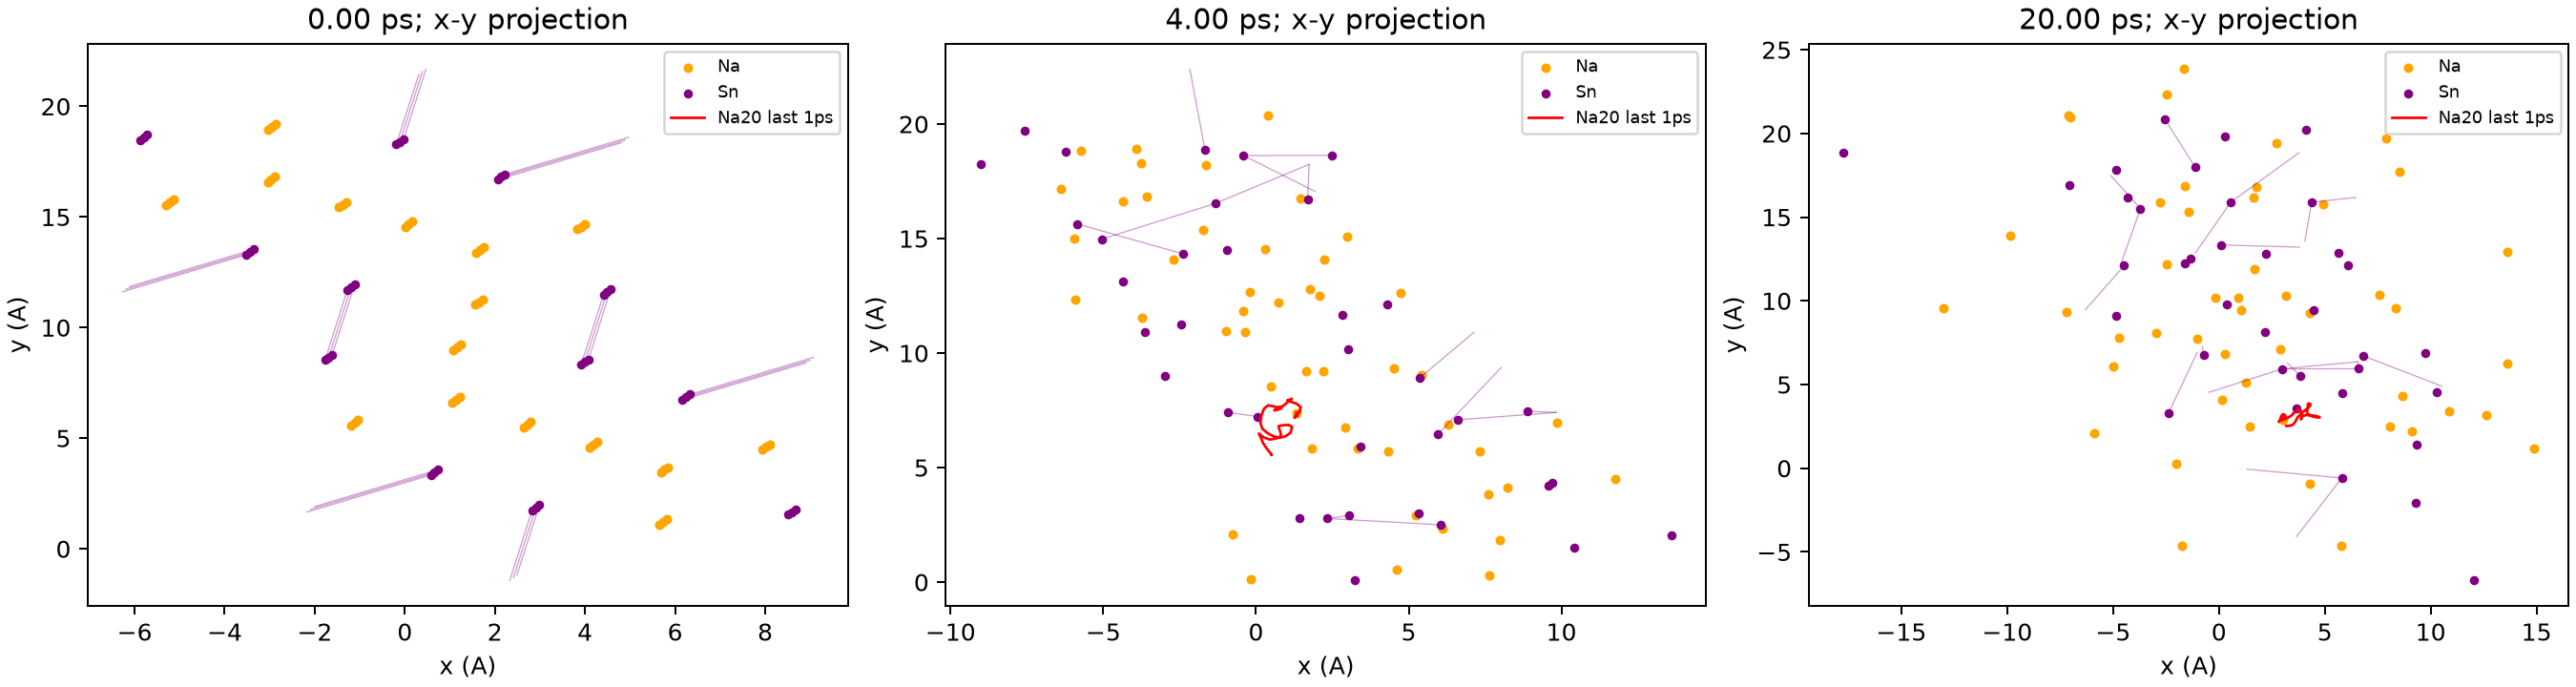 0.00 ps; x-y projection
Na
Sn
Na20 last 1ps
y (A)
20
15
10
5
0
−6
−4
−2
0
2
4
6
8
x (A)
4.00 ps; x-y projection
Na
Sn
Na20 last 1ps
y (A)
20
15
10
5
0
−10
−5
0
5
10
x (A)
20.00 ps; x-y projection
Na
Sn
Na20 last 1ps
y (A)
25
20
15
10
5
0
−5
−15
−10
−5
0
5
10
15
x (A)